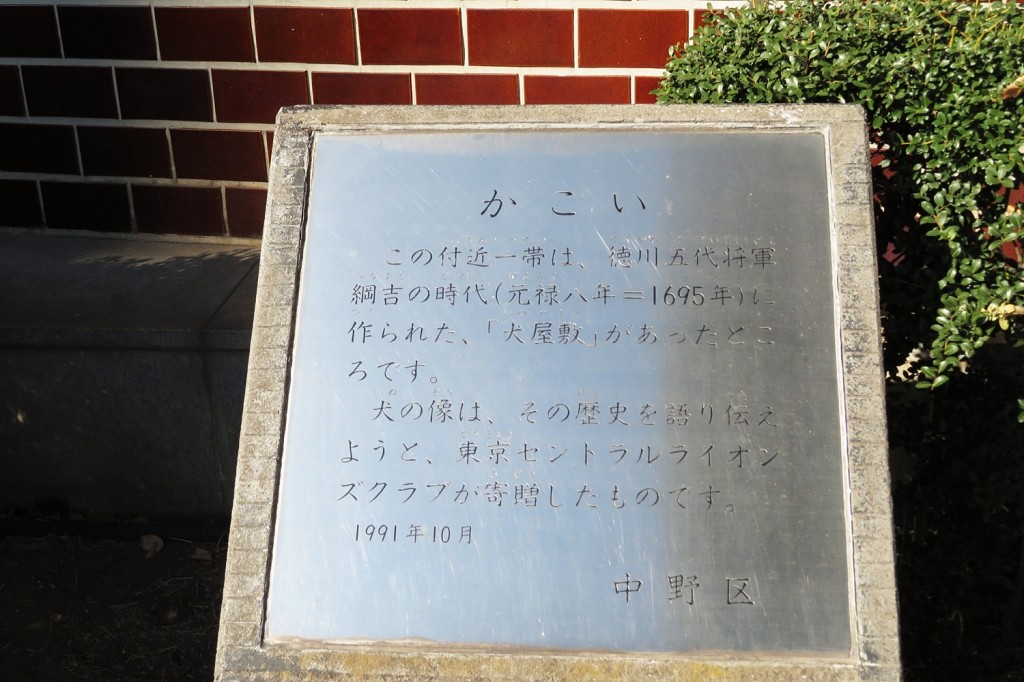 かこい
この付近一帯は、徳川五代将軍
綱吉の時代(元禄八年＝1695年)に
作られた、「犬屋敷」があったとこ
ろです。
犬の像は、その歴史を語り伝え
ようと、東京セントラルライオン
ズクラブが寄贈したものです。
1991年10月
中野区